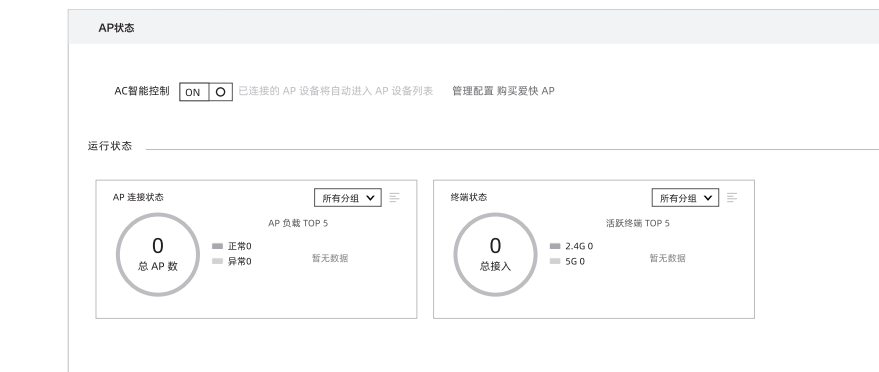 AP状态
AC智能控制 ON 已连接的 AP 设备将自动进入 AP 设备列表 管理配置 购买爱快 AP
运行状态
AP 连接状态 所有分组
AP 负载 TOP 5
0
总 AP 数
正常0
异常0
暂无数据
终端状态 所有分组
活跃终端 TOP 5
0
总接入
2.4G 0
5G 0
暂无数据